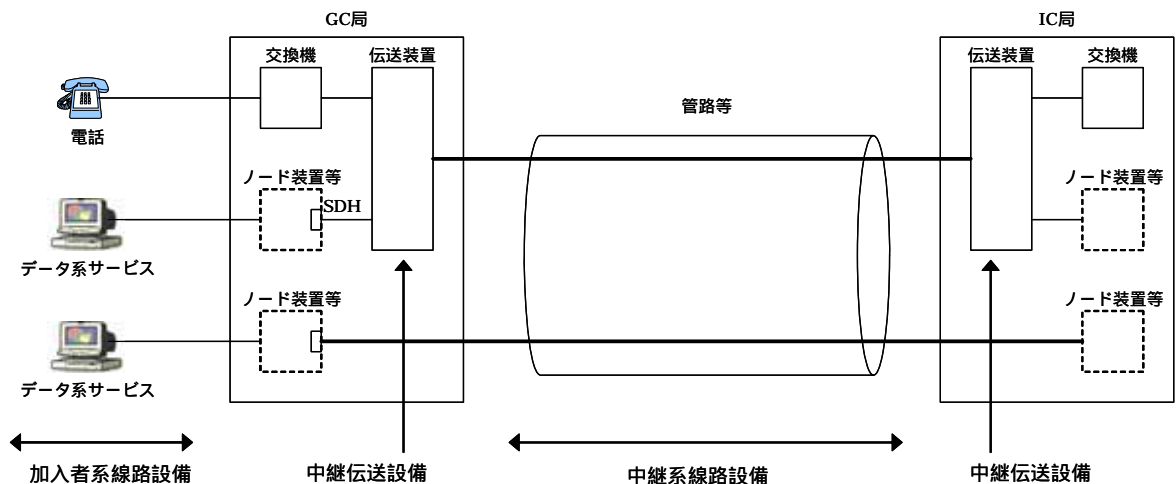 GC局
IC局
交換機
伝送装置
伝送装置
交換機
電話
管路等
ノード装置等
SDH
ノード装置等
データ系サービス
ノード装置等
ノード装置等
データ系サービス
加入者系線路設備
中継伝送設備
中継系線路設備
中継伝送設備